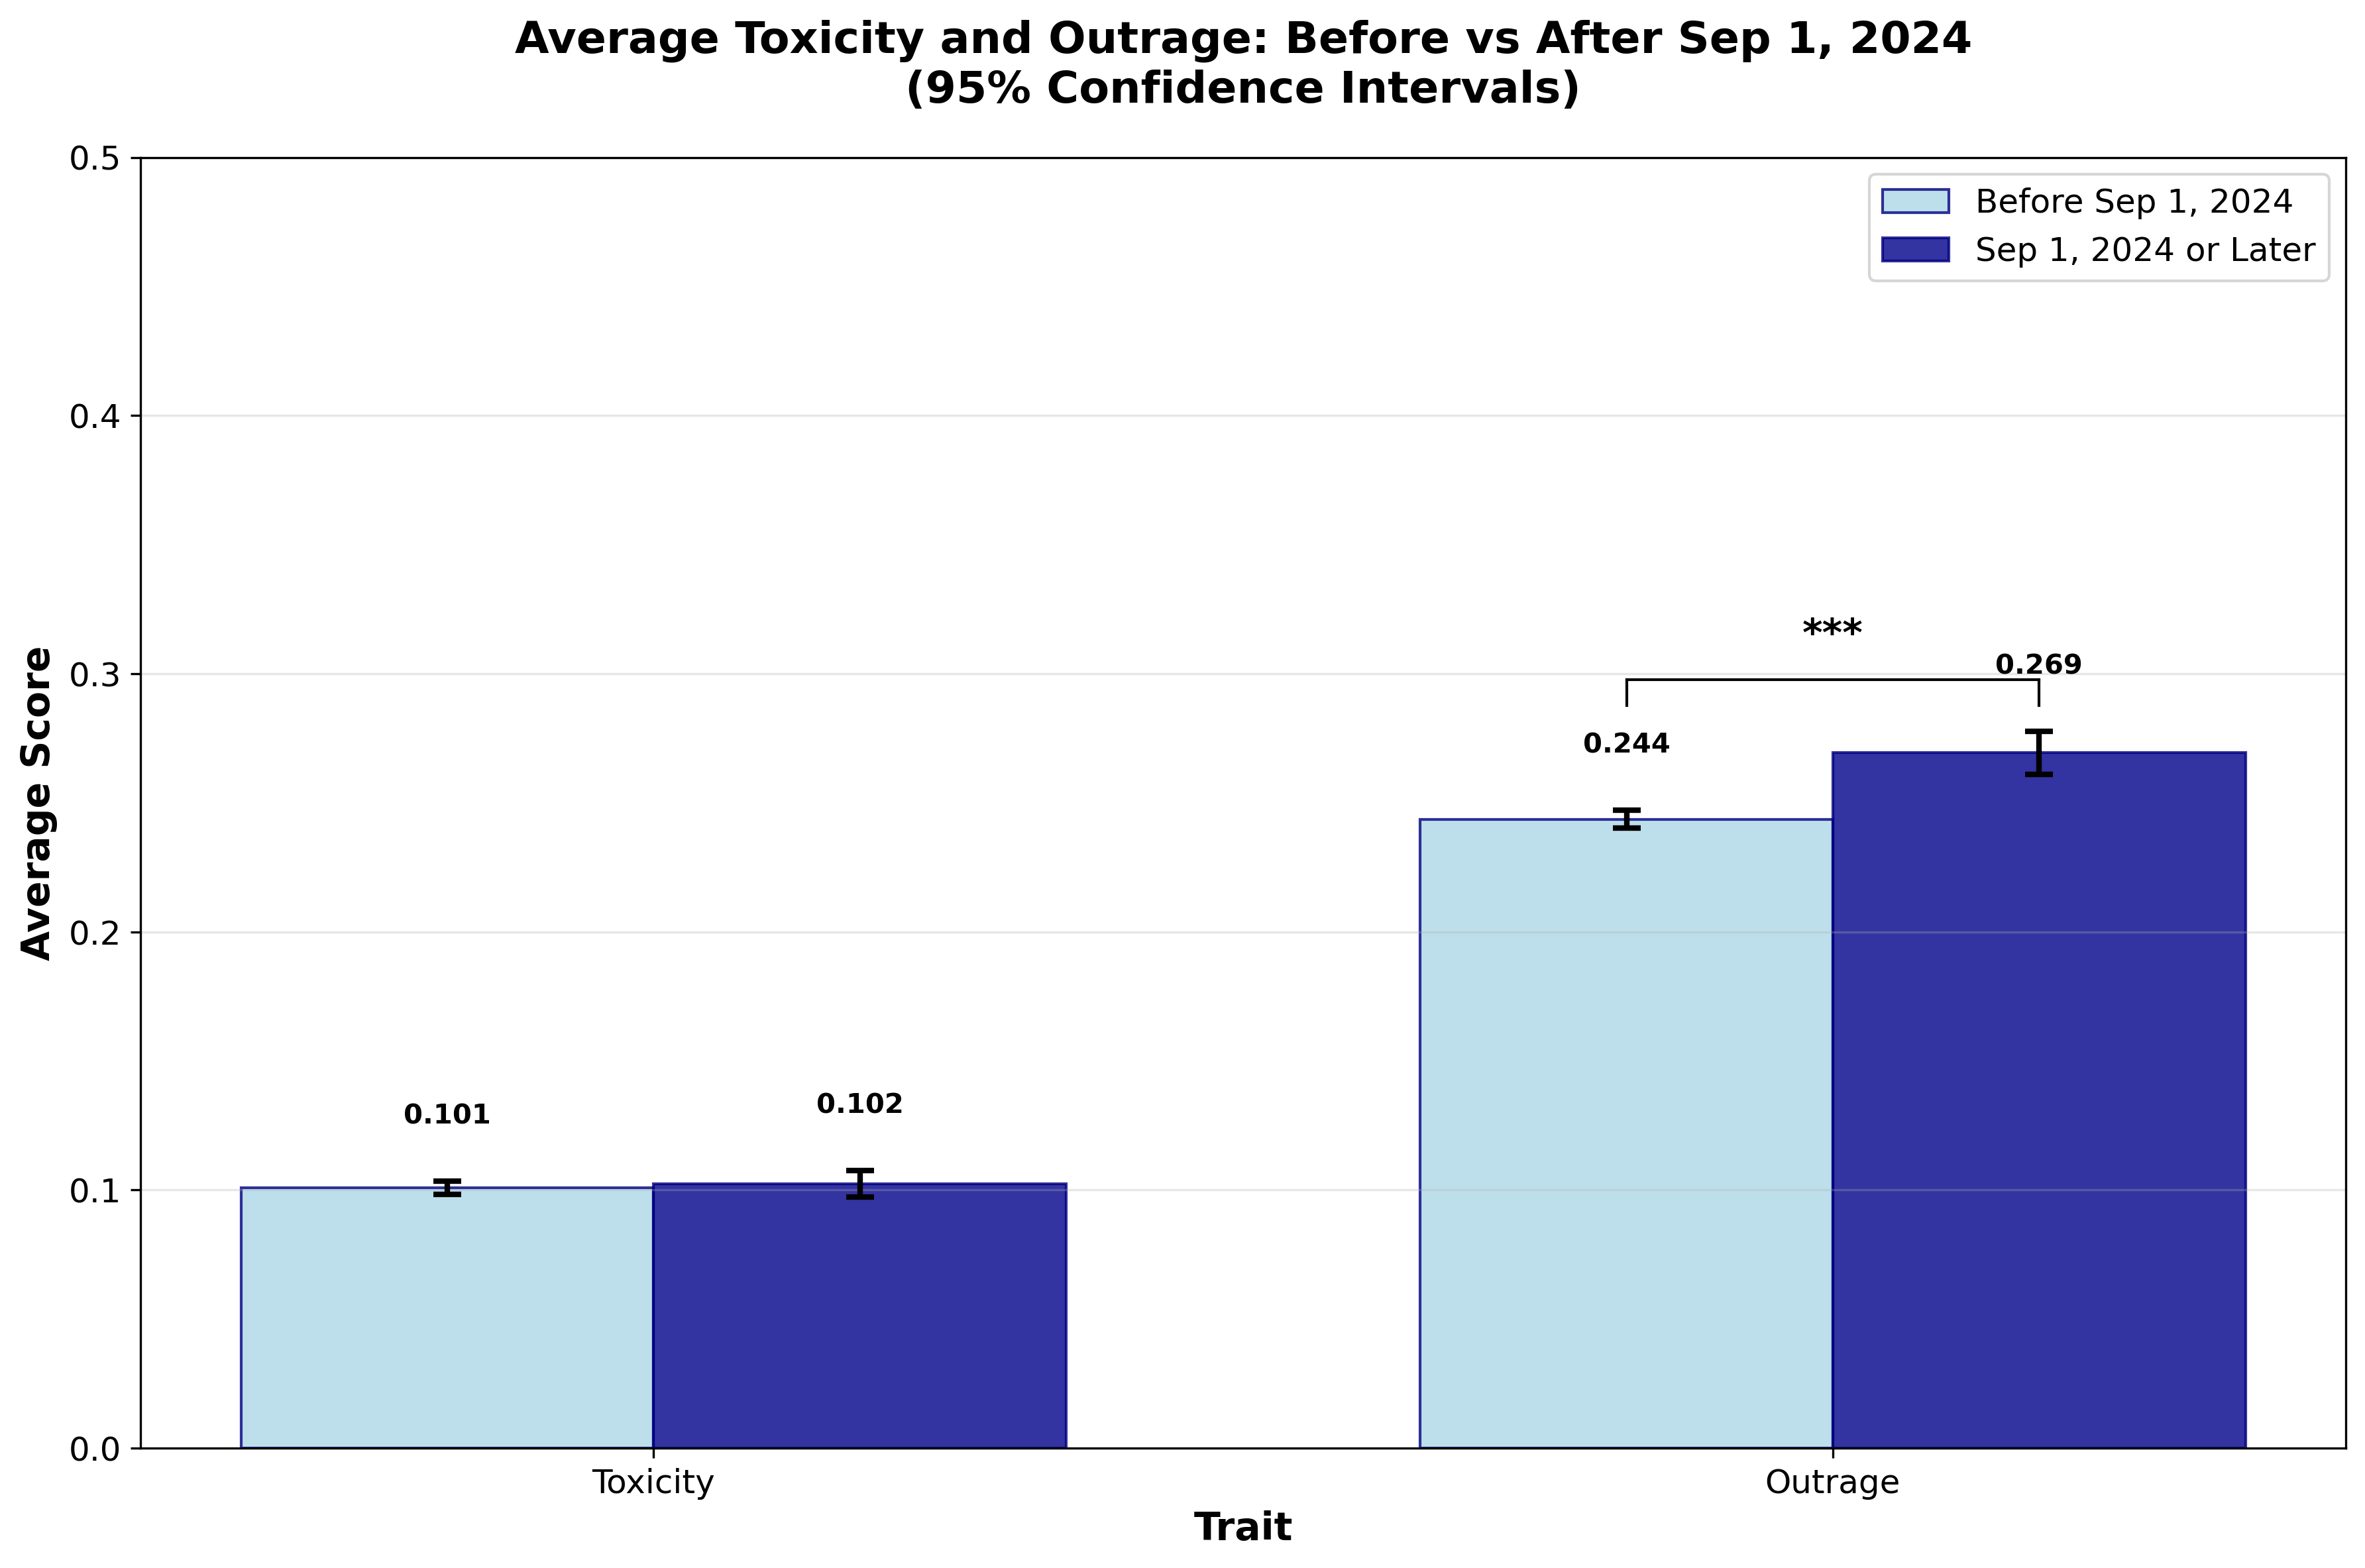 Average Toxicity and Outrage: Before vs After Sep 1, 2024
(95% Confidence Intervals)
0.5
Before Sep 1, 2024
Sep 1, 2024 or Later
0.4
***
0.3
0.269
0.244
Average Score
0.2
0.101
0.102
0.1
0.0
Toxicity
Outrage
Trait